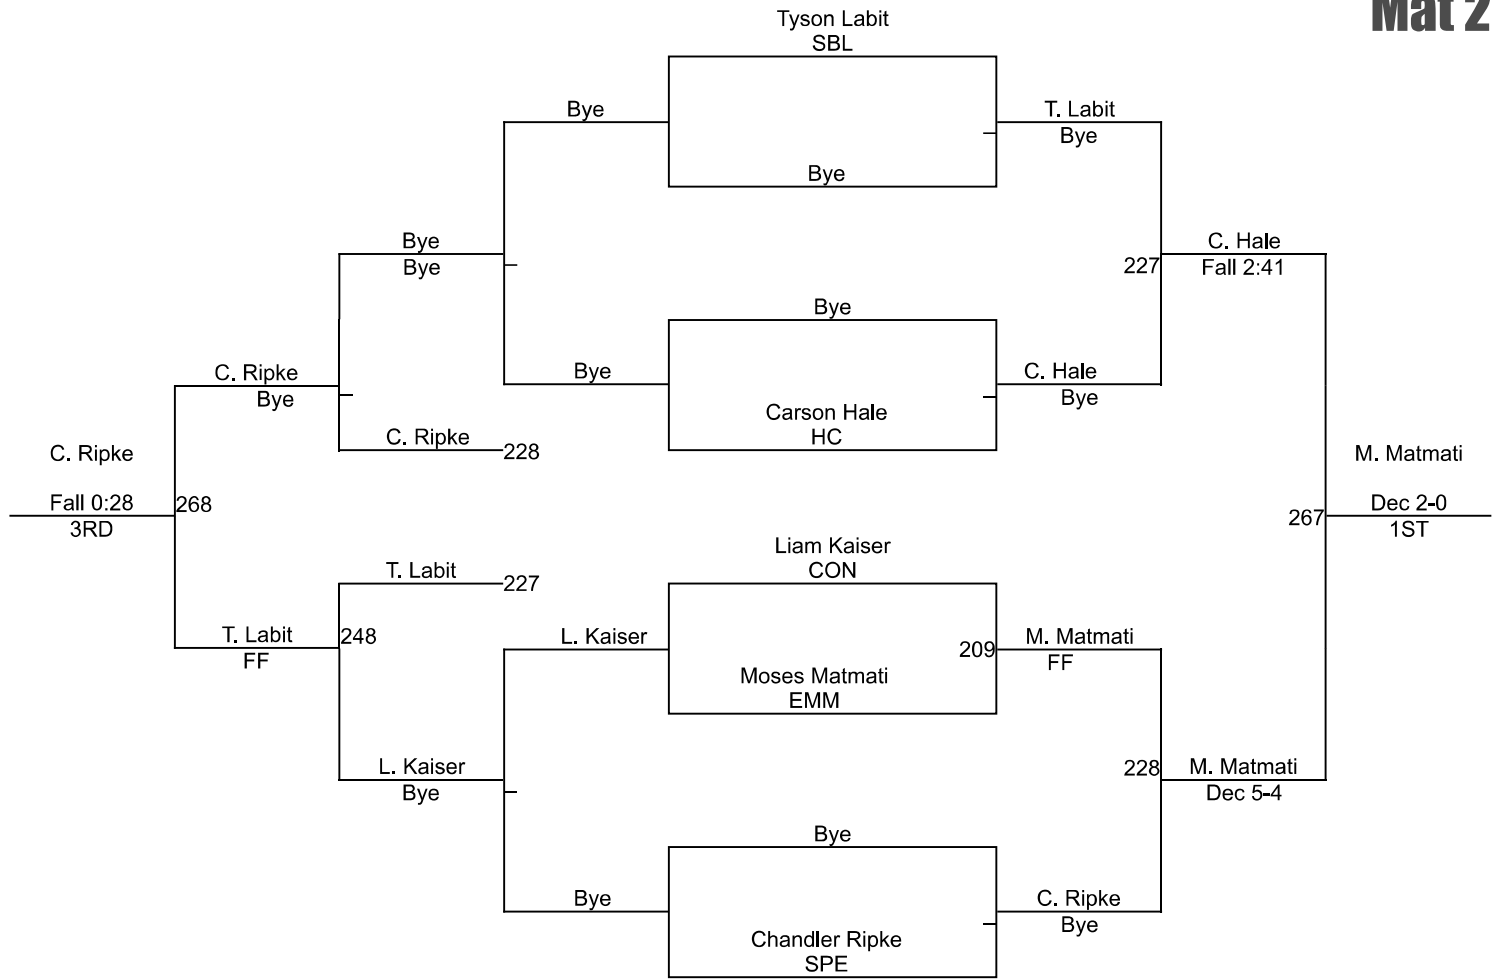 Mat 2
Tyson Labit
SBL
Bye
T. Labit
Bye
Bye
Bye
Bye
C. Hale
227
Fall 2:41
Bye
C. Ripke
Bye
Bye
C. Hale
Bye
Carson Hale
HC
C. Ripke
228
C. Ripke
Fall 0:28
268
3RD
M. Matmati
Dec 2-0
267
1ST
Liam Kaiser
CON
T. Labit
227
T. Labit
248
FF
L. Kaiser
209
M. Matmati
FF
Moses Matmati
EMM
L. Kaiser
Bye
228
M. Matmati
Dec 5-4
Bye
Bye
C. Ripke
Bye
Chandler Ripke
SPE